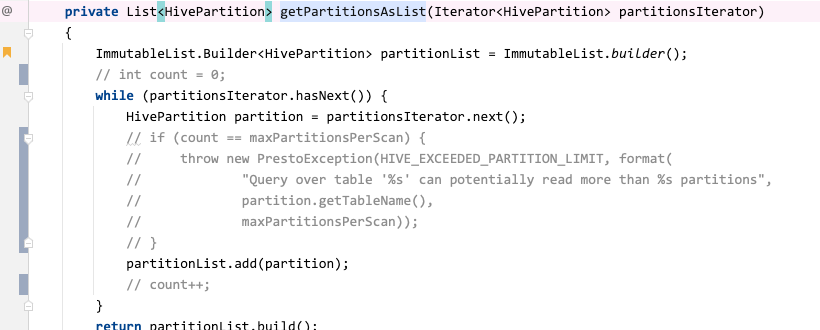 private List<HivePartition> getPartitionsAsList(Iterator<HivePartition> partitionsIterator)
{
ImmutableList.Builder<HivePartition> partitionList = ImmutableList.builder();
// int count = 0;
while (partitionsIterator.hasNext()) {
HivePartition partition = partitionsIterator.next();
// if (count == maxPartitionsPerScan) {
//     throw new PrestoException(HIVE_EXCEEDED_PARTITION_LIMIT, format(
//             "Query over table '%s' can potentially read more than %s partitions",
//             partition.getTableName(),
//             maxPartitionsPerScan));
// }
partitionList.add(partition);
// count++;
}
return partitionList.build();